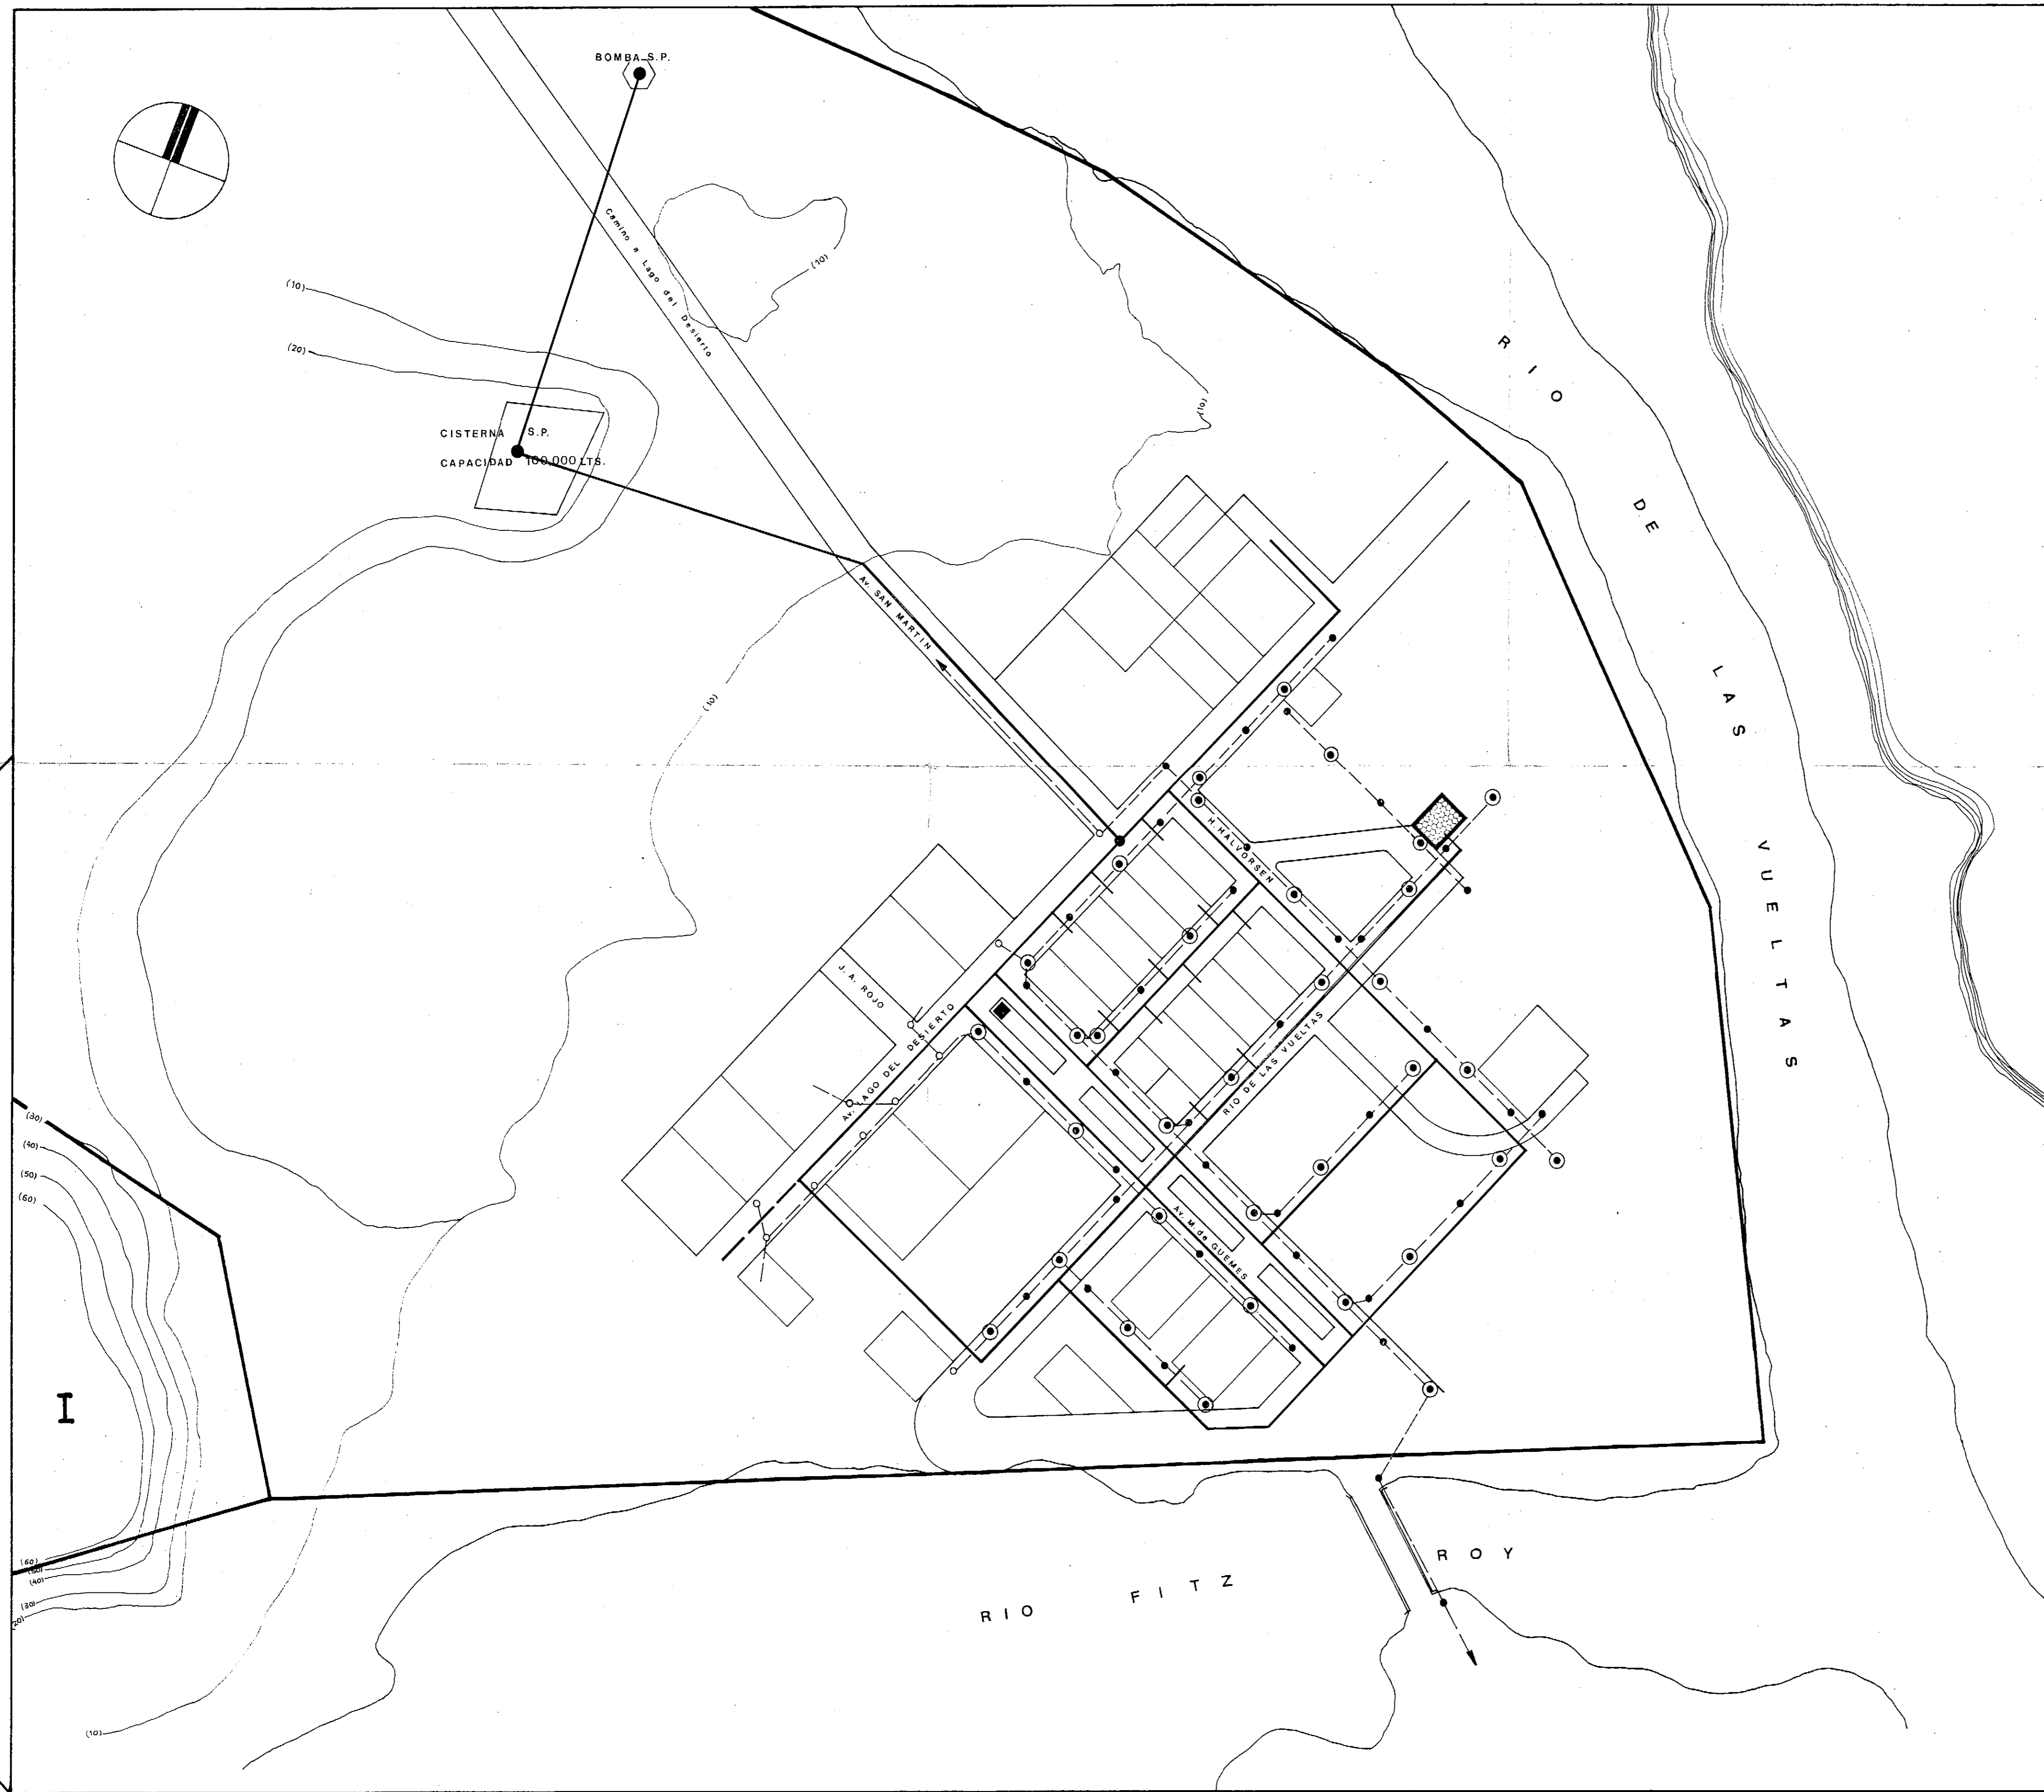 BOMBA S.P.
Camino a Lago del Desierto
(10)
(10)
(20)
(10)
CISTERNA S.P.
CAPACIDAD 100.000 LTS.
RIO DE LAS VUELTAS
AV. SAN MARTIN
(10)
H. HALVORSEN
J. A. ROJO
AV. LAGO DEL DESIERTO
RIO DE LAS VUELTAS
AV. M. de GUEMES
(30)
(40)
(50)
(60)
I
(60)
(50)
(40)
(30)
(20)
(10)
RIO FITZ ROY